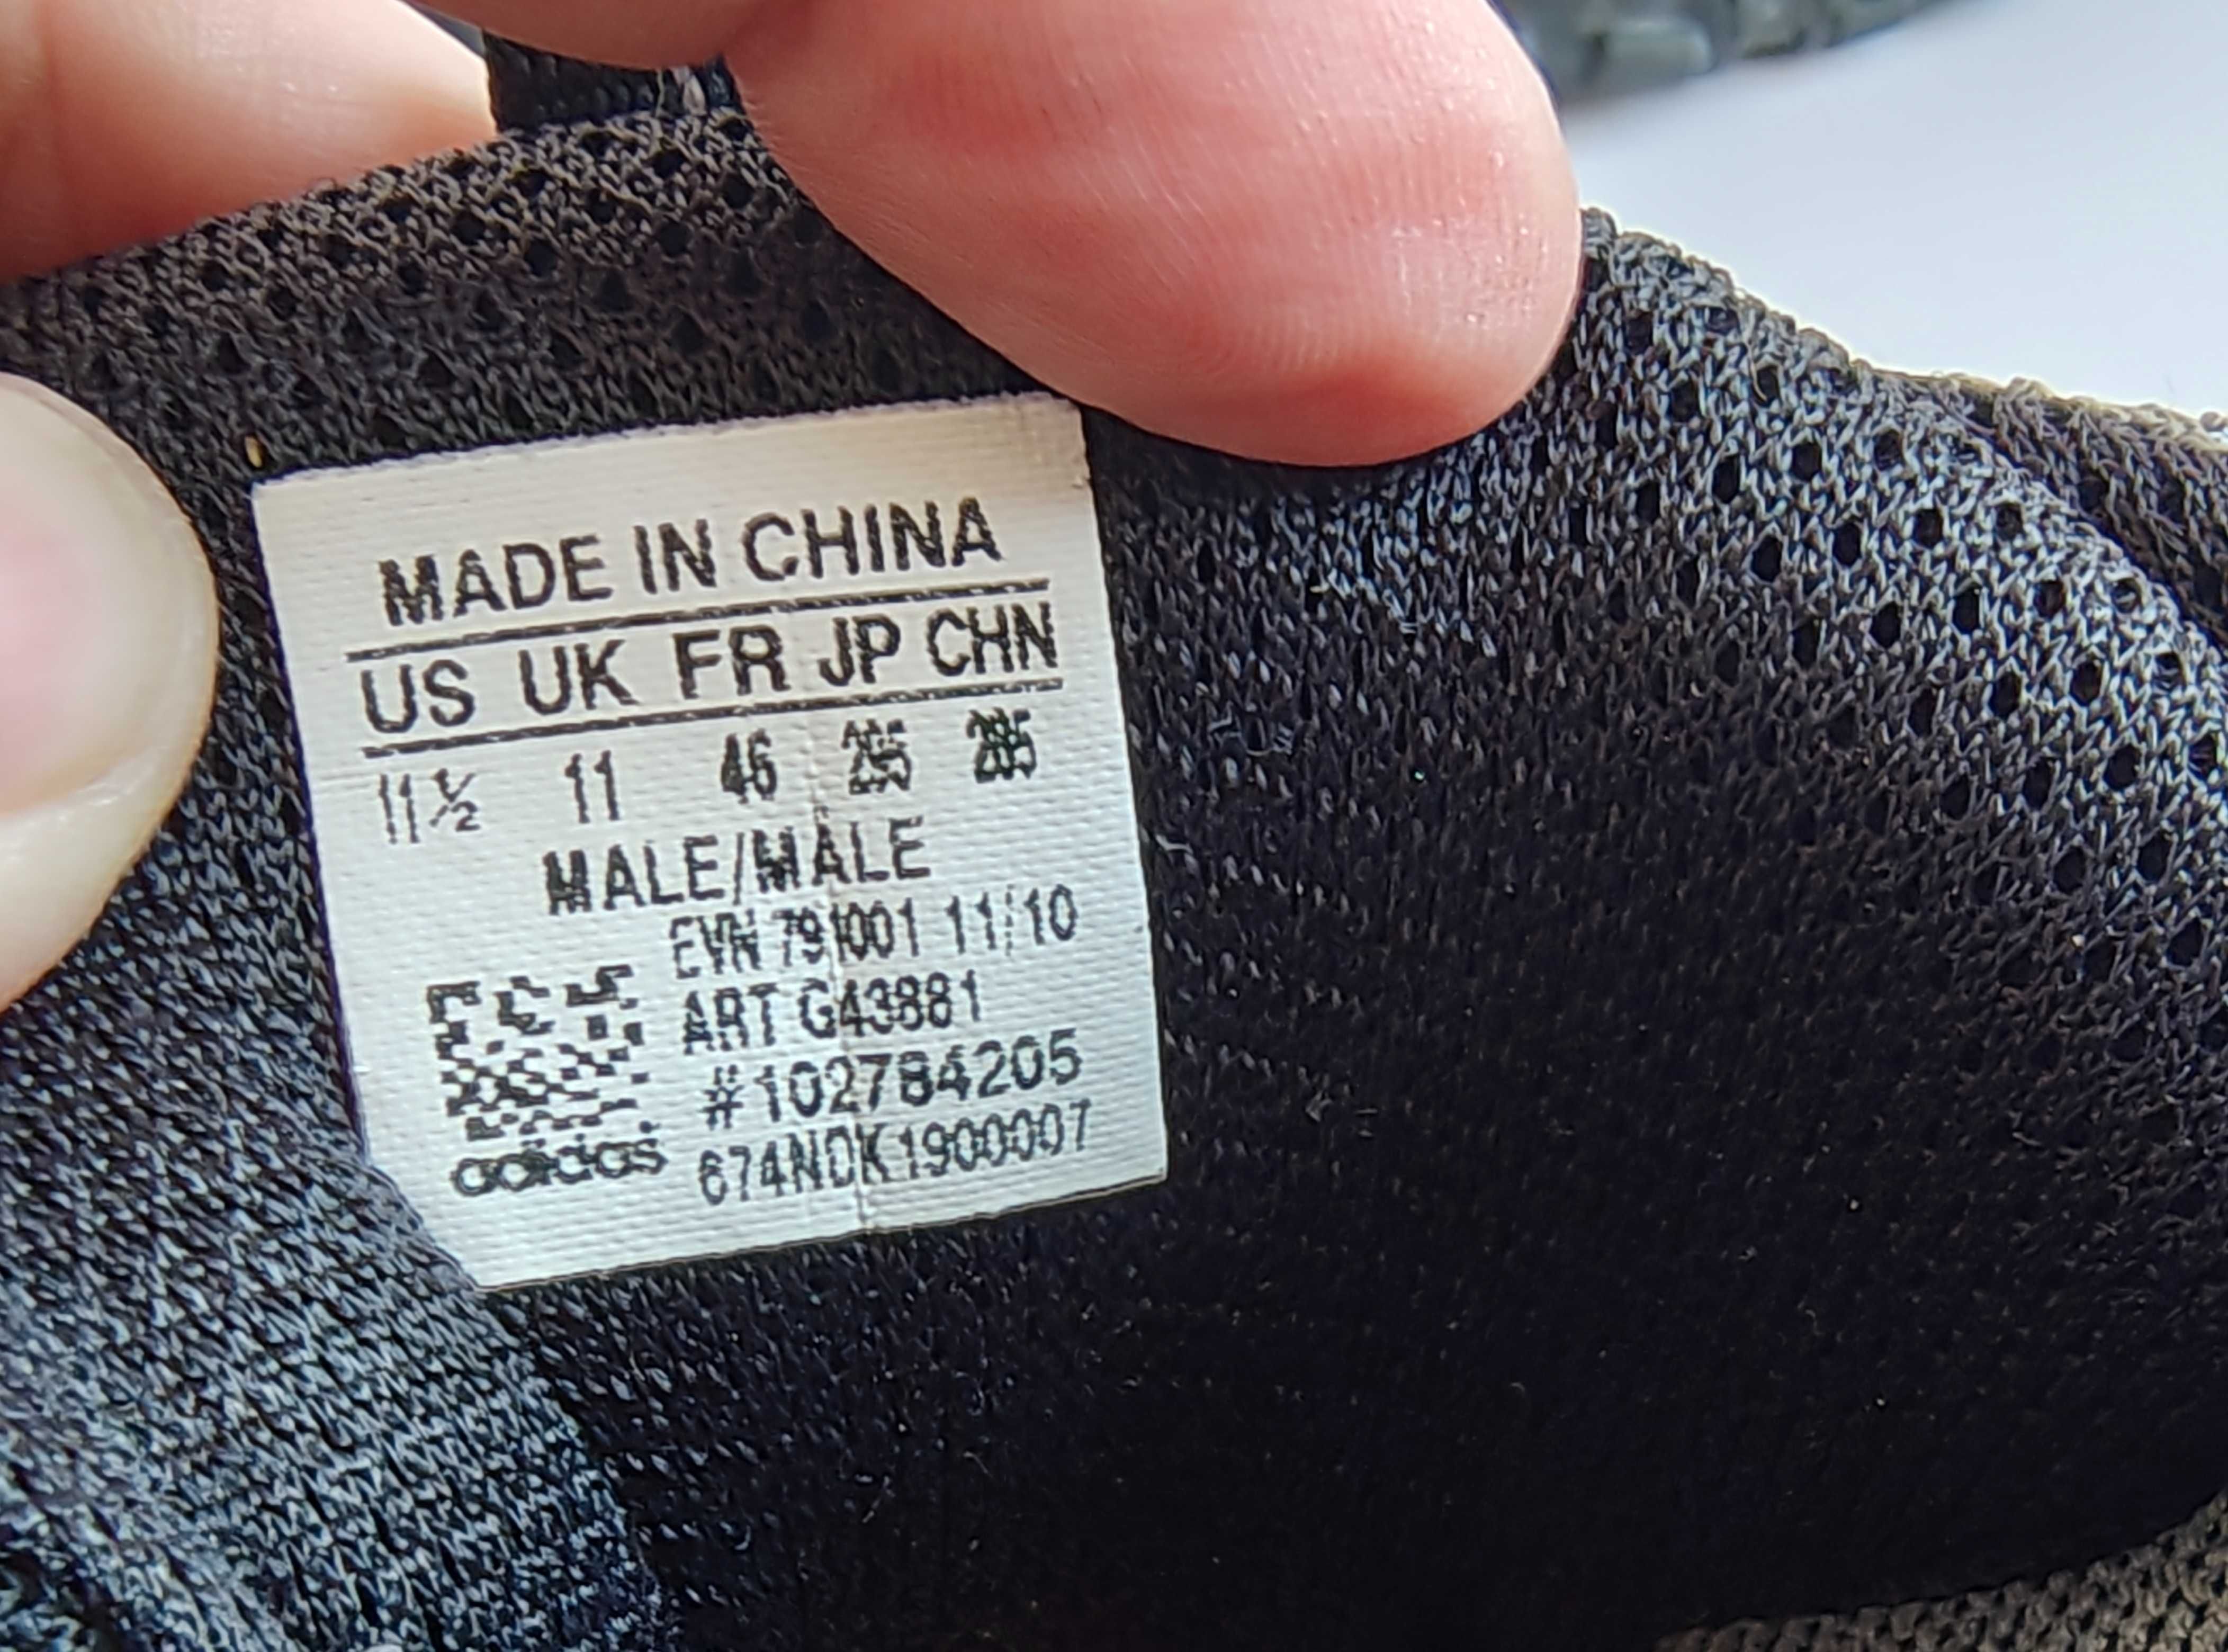 MADE IN CHINA
US UK FR JP CHN
11½ 11 46 295 285
MALE/MALE
EVN 791001 11/10
ART G43881
#102784205
adidas 674NDK1900007